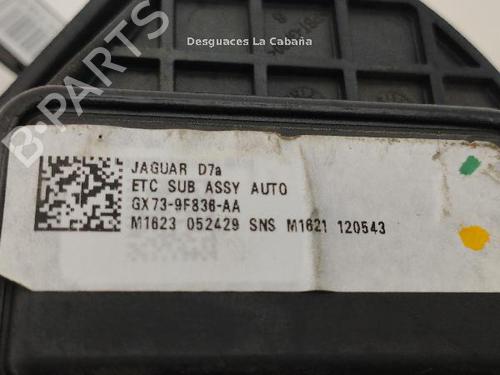 Desguaces La Cabaña
B-PARTS
JAGUAR D7a
ETC SUB ASSY AUTO
GX73-9F836-AA
M1623 052429 SNS M1621 120543